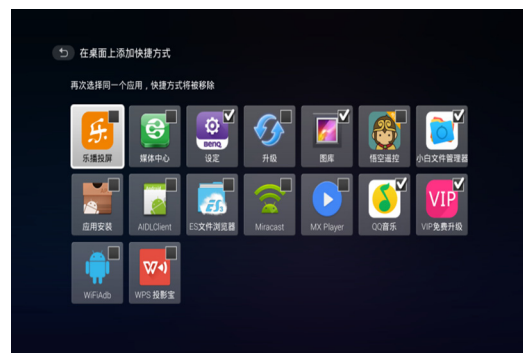 在桌面上添加快捷方式
再次选择同一个应用，快捷方式将被移除
乐播投屏
媒体中心
BenQ
设定
升级
图库
悟空遥控
小白文件管理器
应用安装
AIDLClient
ES文件浏览器
Miracast
MX Player
QQ音乐
VIP
VIP免费升级
WiFiAdb
WPS 投影宝